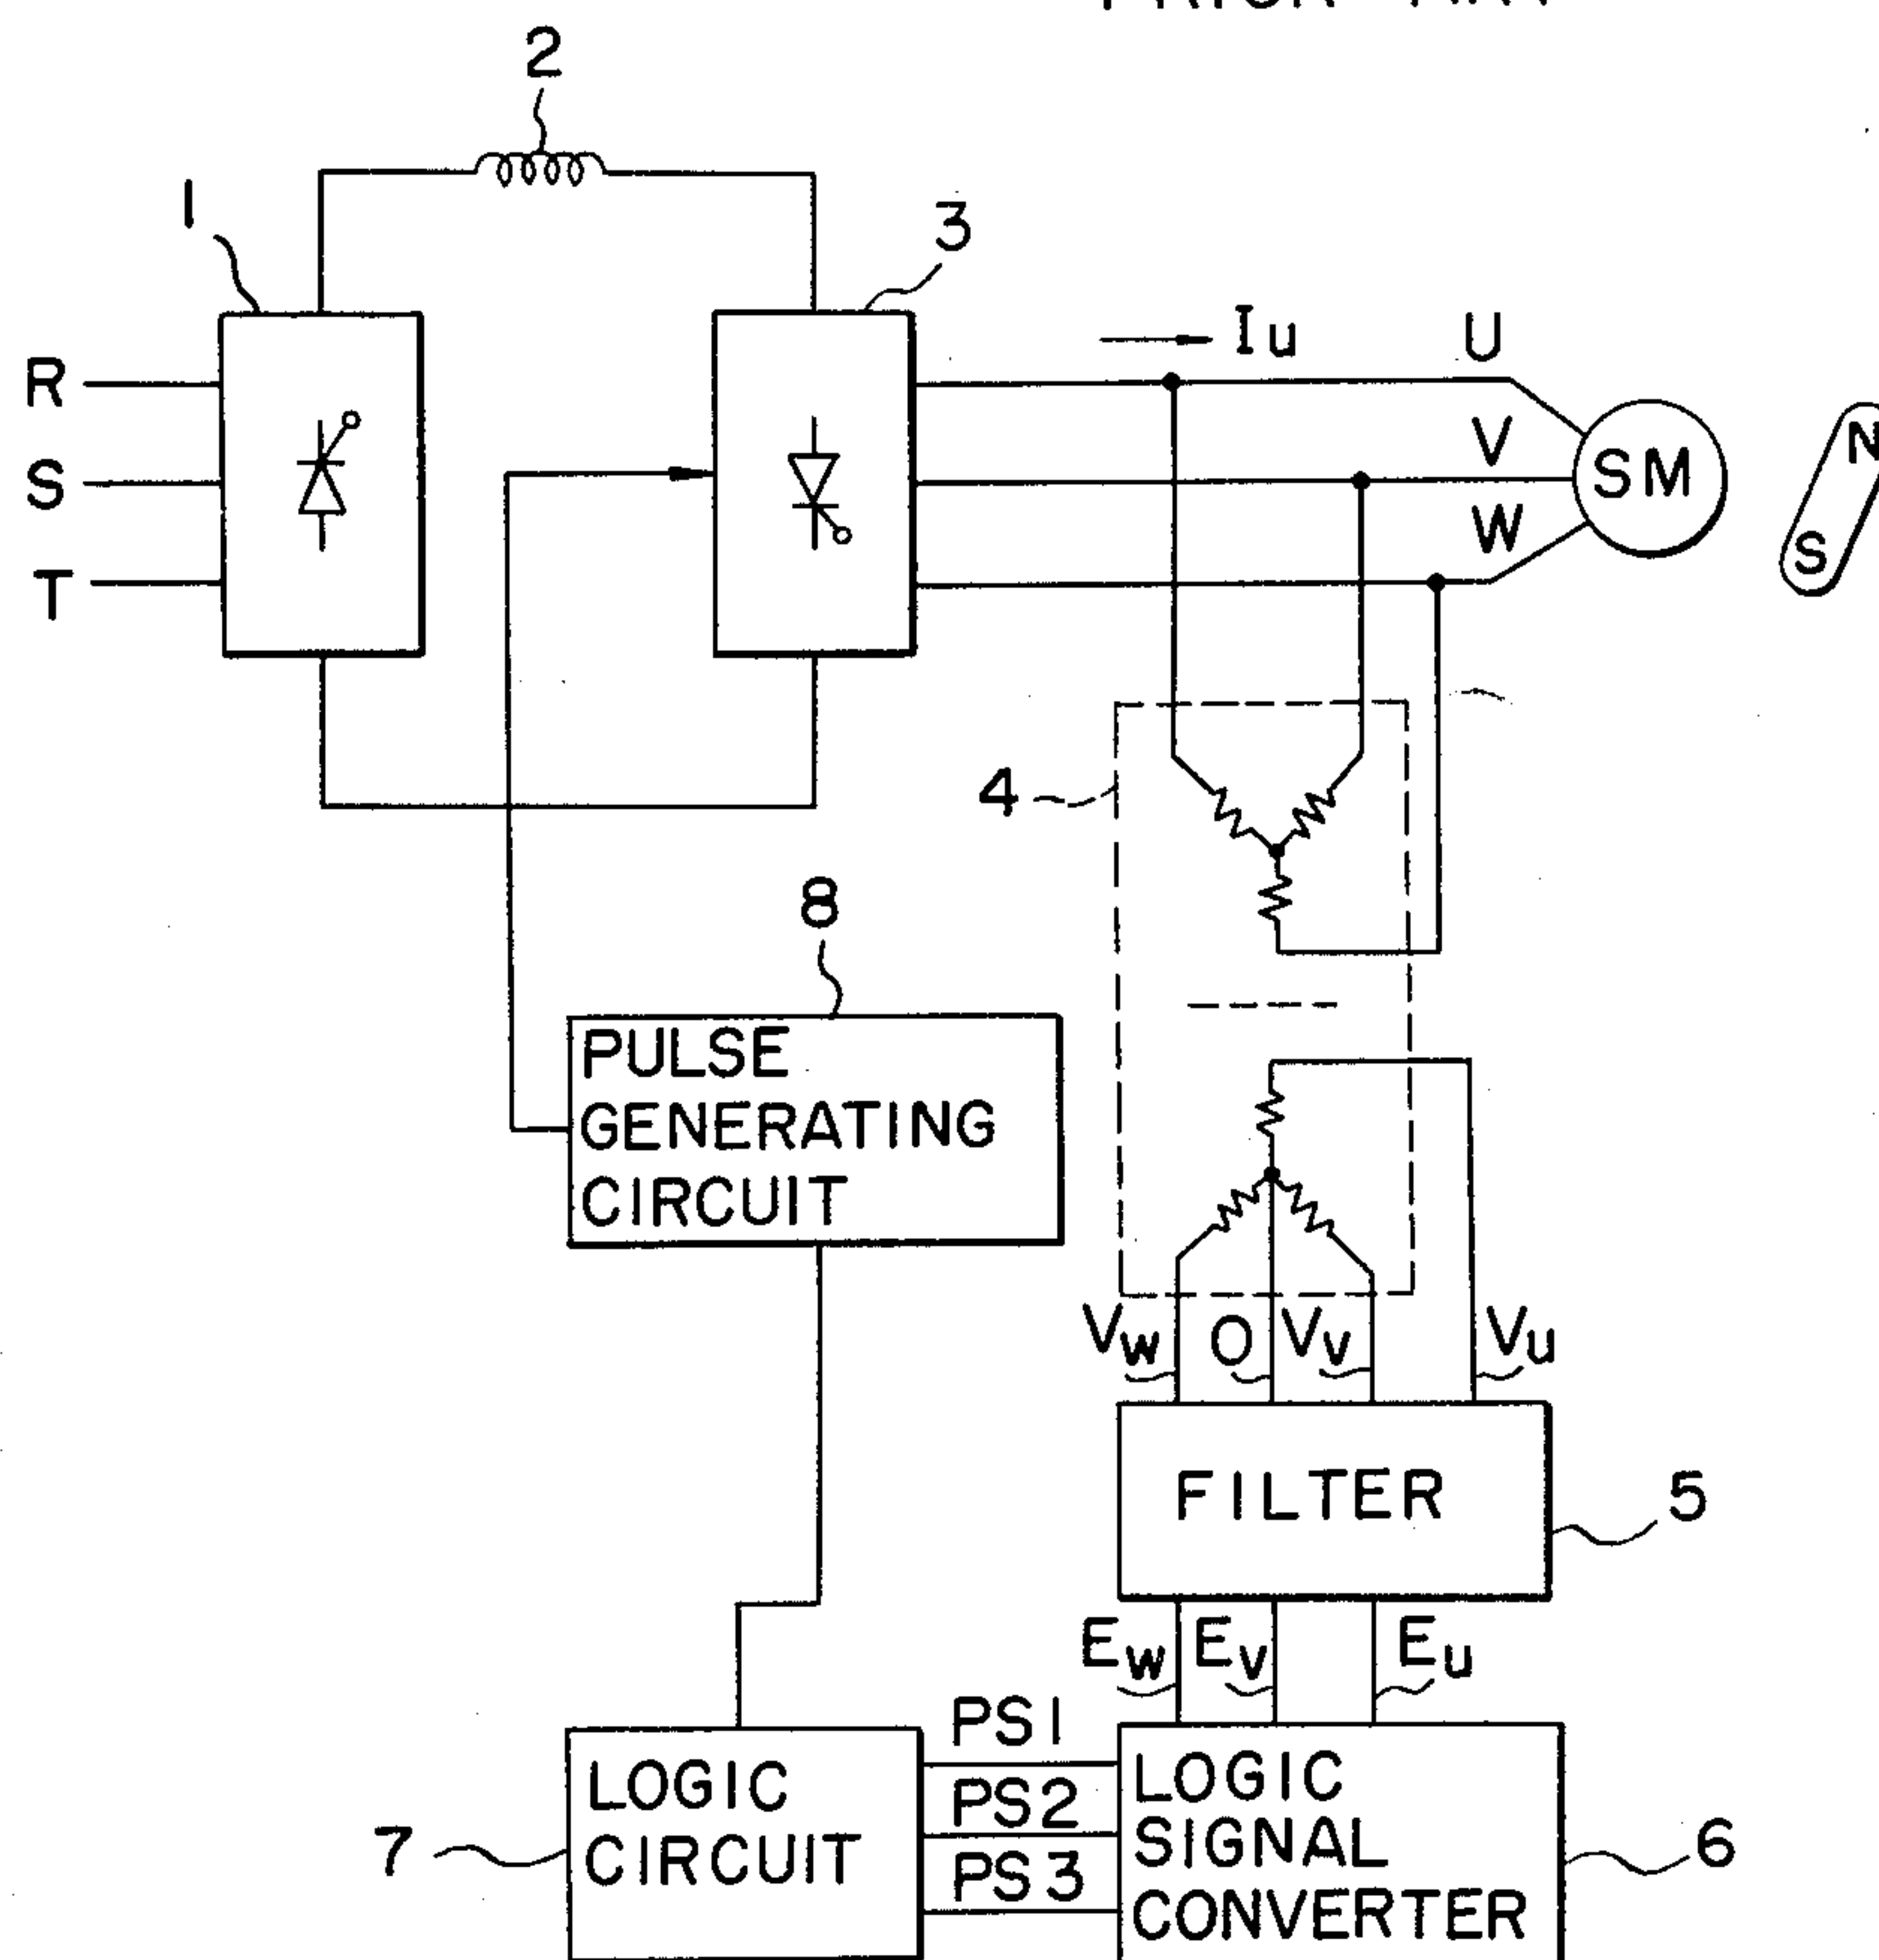 2
1
3
Iu
U
R
V
N
S
SM
W
S
T
4
8
PULSE
GENERATING
CIRCUIT
Vw
O
Vv
Vu
FILTER
5
Ew
Ev
Eu
PS1
LOGIC
CIRCUIT
PS2
PS3
7
LOGIC
SIGNAL
CONVERTER
6